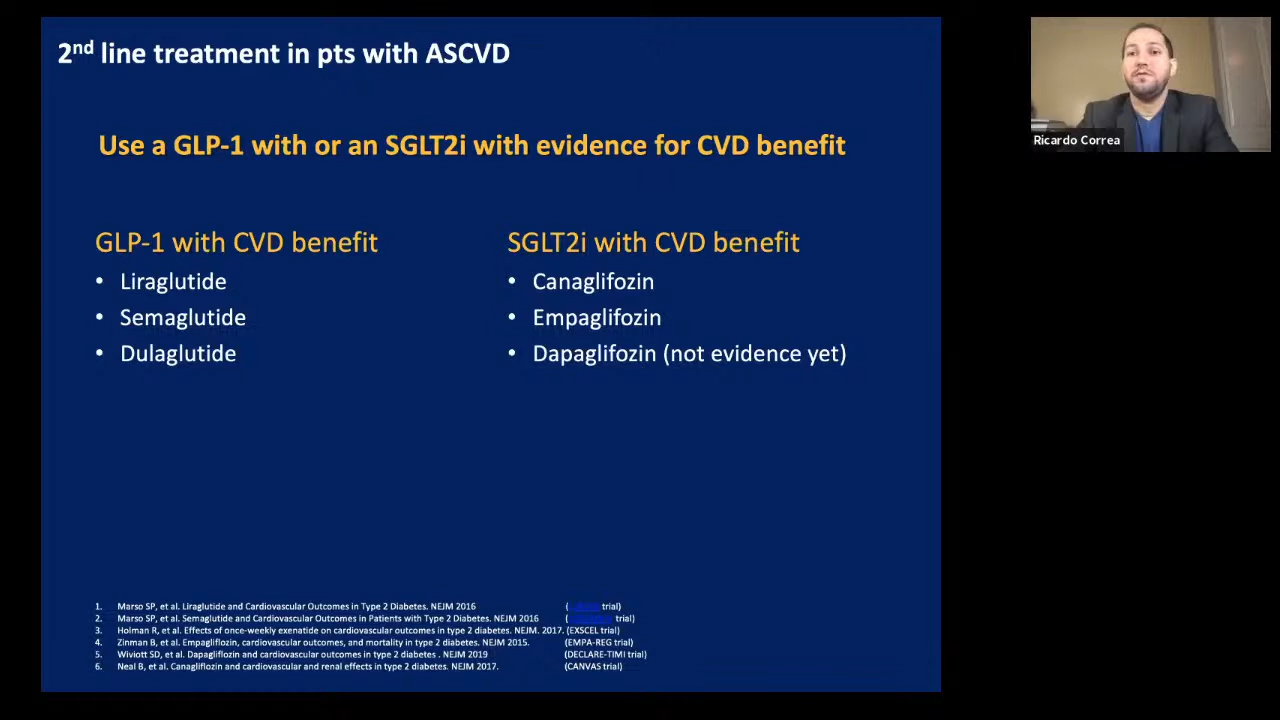 2nd line treatment in pts with ASCVD
Use a GLP-1 with or an SGLT2i with evidence for CVD benefit
GLP-1 with CVD benefit
• Liraglutide
• Semaglutide
• Dulaglutide
SGLT2i with CVD benefit
• Canaglifozin
• Empaglifozin
• Dapaglifozin (not evidence yet)
1. Marso SP, et al. Liraglutide and Cardiovascular Outcomes in Type 2 Diabetes. NEJM 2016 ( trial)
2. Marso SP, et al. Semaglutide and Cardiovascular Outcomes in Patients with Type 2 Diabetes. NEJM 2016 ( trial)
3. Holman R, et al. Effects of once-weekly exenatide on cardiovascular outcomes in type 2 diabetes. NEJM. 2017. (EXSCEL trial)
4. Zinman B, et al. Empagliflozin, cardiovascular outcomes, and mortality in type 2 diabetes. NEJM 2015. (EMPA-REG trial)
5. Wiviott SD, et al. Dapagliflozin and cardiovascular outcomes in type 2 diabetes . NEJM 2019 (DECLARE-TIMI trial)
6. Neal B, et al. Canagliflozin and cardiovascular and renal effects in type 2 diabetes. NEJM 2017. (CANVAS trial)
Ricardo Correa